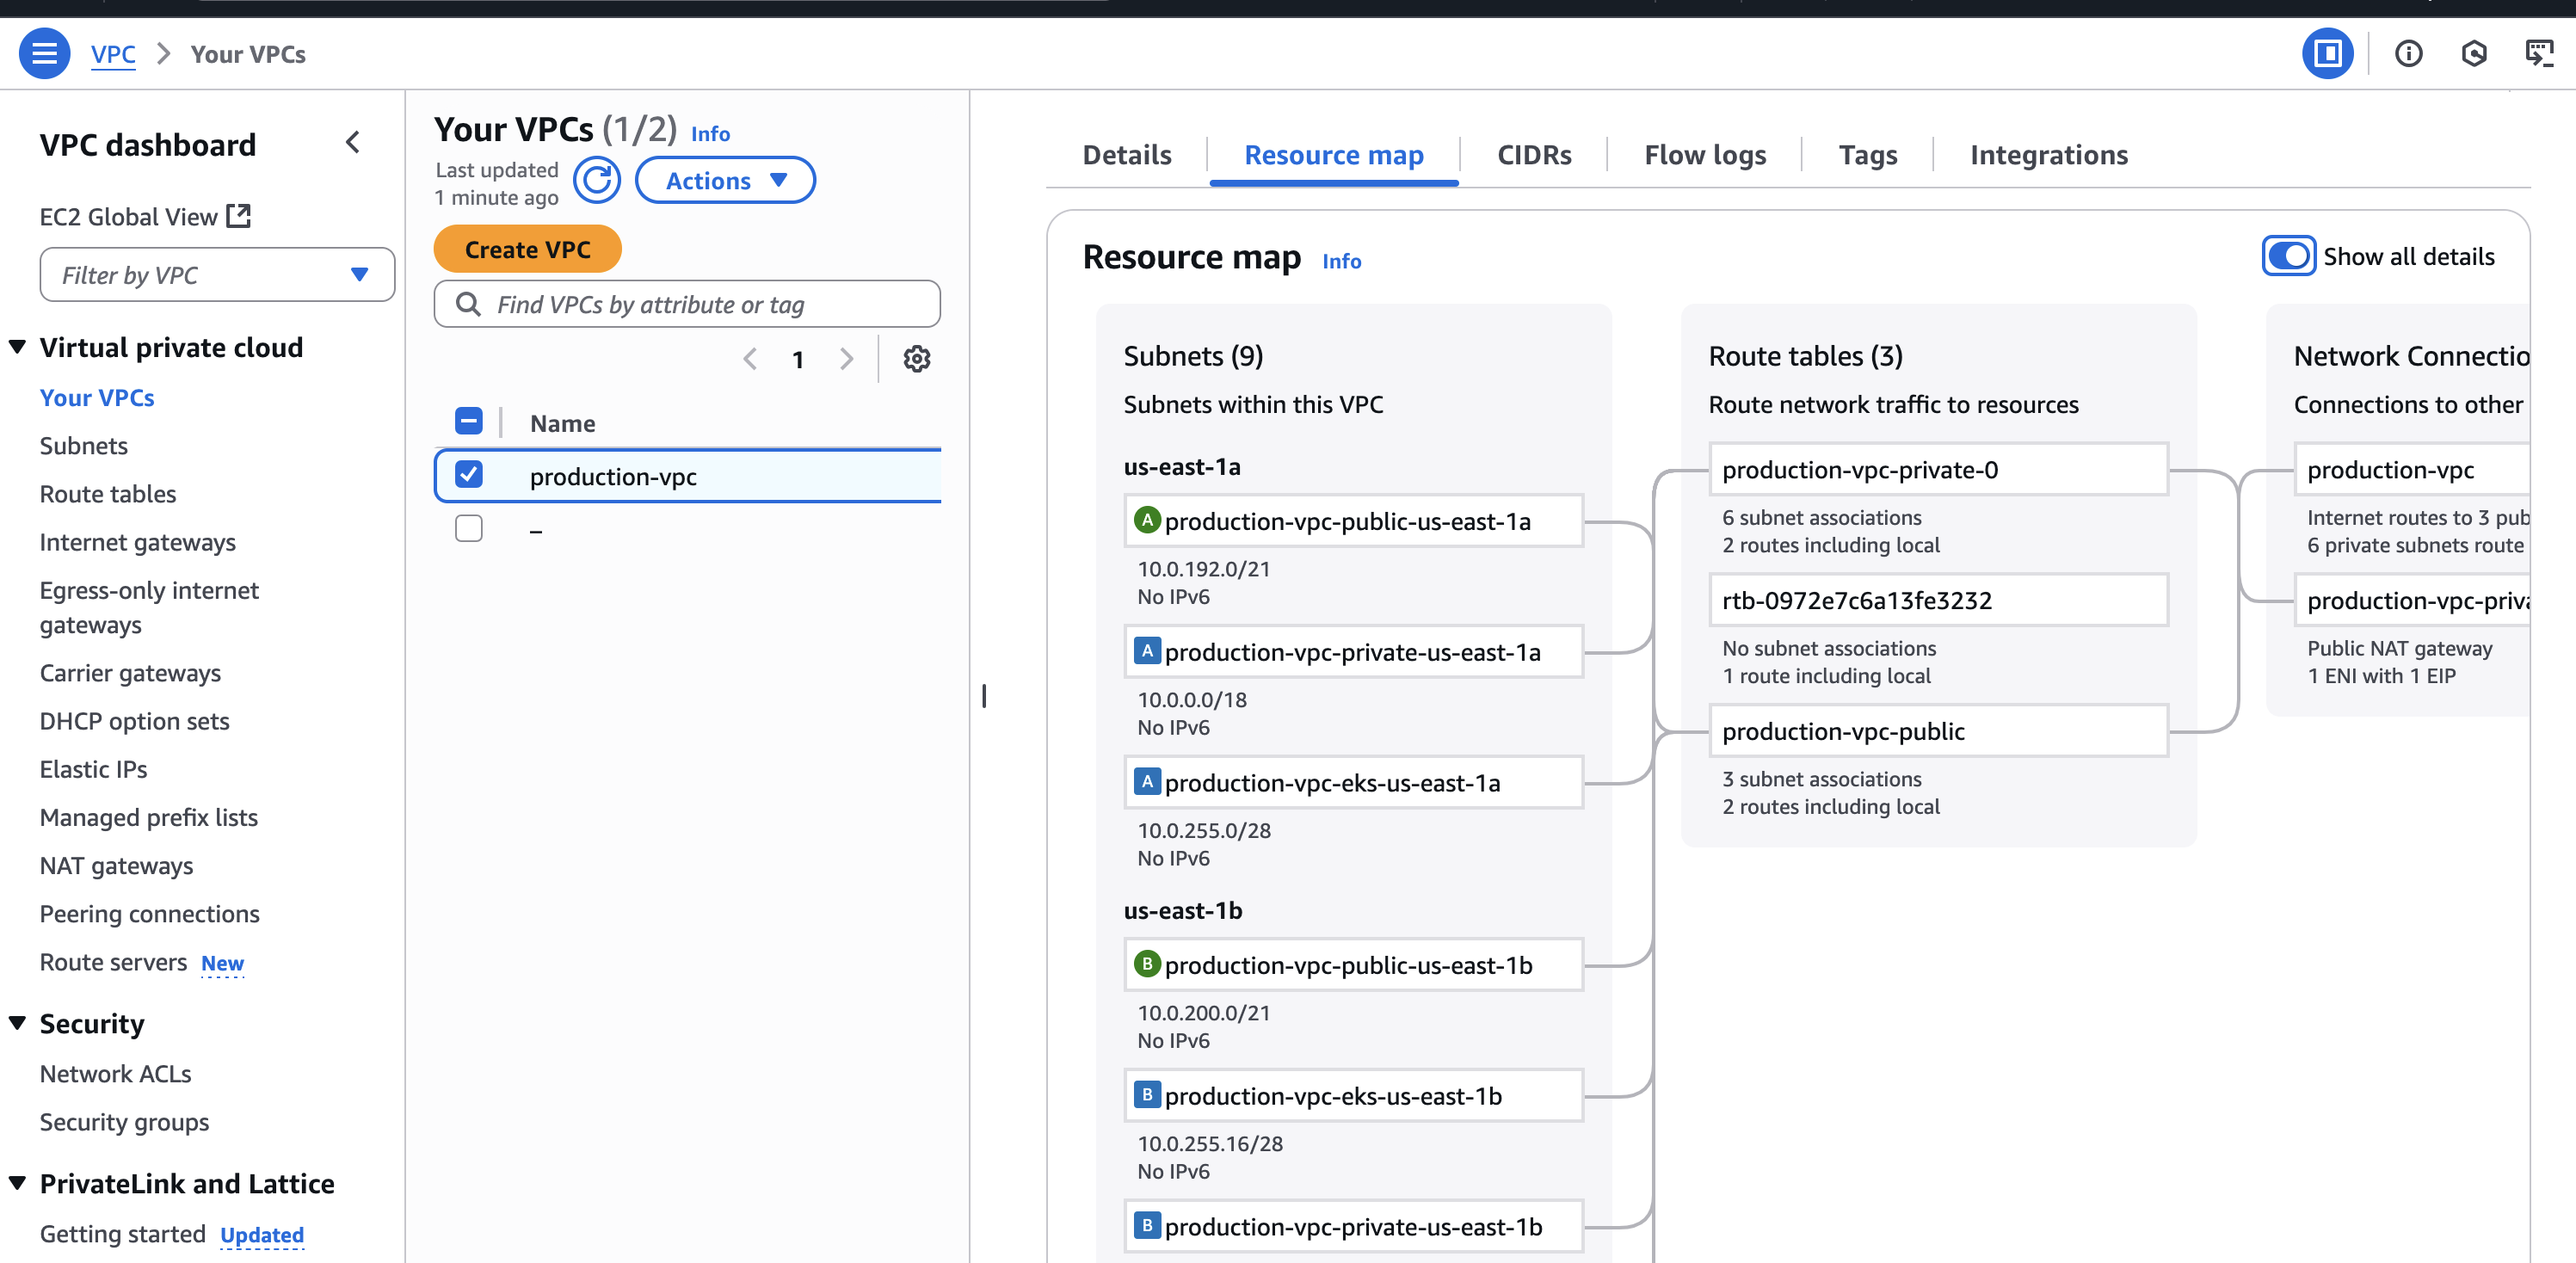 VPC
Your VPCs
VPC dashboard
EC2 Global View
Filter by VPC
Virtual private cloud
Your VPCs
Subnets
Route tables
Internet gateways
Egress-only internet
gateways
Carrier gateways
DHCP option sets
Elastic IPs
Managed prefix lists
NAT gateways
Peering connections
Route servers New
Security
Network ACLs
Security groups
PrivateLink and Lattice
Getting started Updated
Your VPCs (1/2) Info
Last updated
1 minute ago
Actions
Create VPC
Find VPCs by attribute or tag
1
Name
production-vpc
–
Details
Resource map
CIDRs
Flow logs
Tags
Integrations
Resource map Info
Show all details
Subnets (9)
Subnets within this VPC
us-east-1a
A production-vpc-public-us-east-1a
10.0.192.0/21
No IPv6
A production-vpc-private-us-east-1a
10.0.0.0/18
No IPv6
A production-vpc-eks-us-east-1a
10.0.255.0/28
No IPv6
us-east-1b
B production-vpc-public-us-east-1b
10.0.200.0/21
No IPv6
B production-vpc-eks-us-east-1b
10.0.255.16/28
No IPv6
B production-vpc-private-us-east-1b
Route tables (3)
Route network traffic to resources
production-vpc-private-0
6 subnet associations
2 routes including local
rtb-0972e7c6a13fe3232
No subnet associations
1 route including local
production-vpc-public
3 subnet associations
2 routes including local
Network Connectio
Connections to other
production-vpc
Internet routes to 3 pub
6 private subnets route
production-vpc-priva
Public NAT gateway
1 ENI with 1 EIP